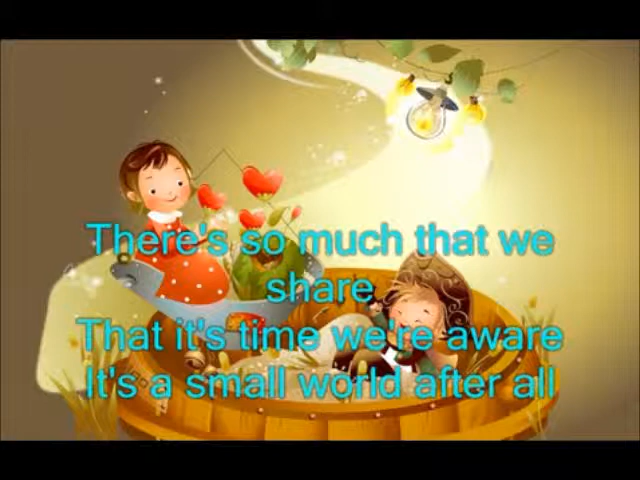 There's so much that we
share
That it's time we're aware
It's a small world after all